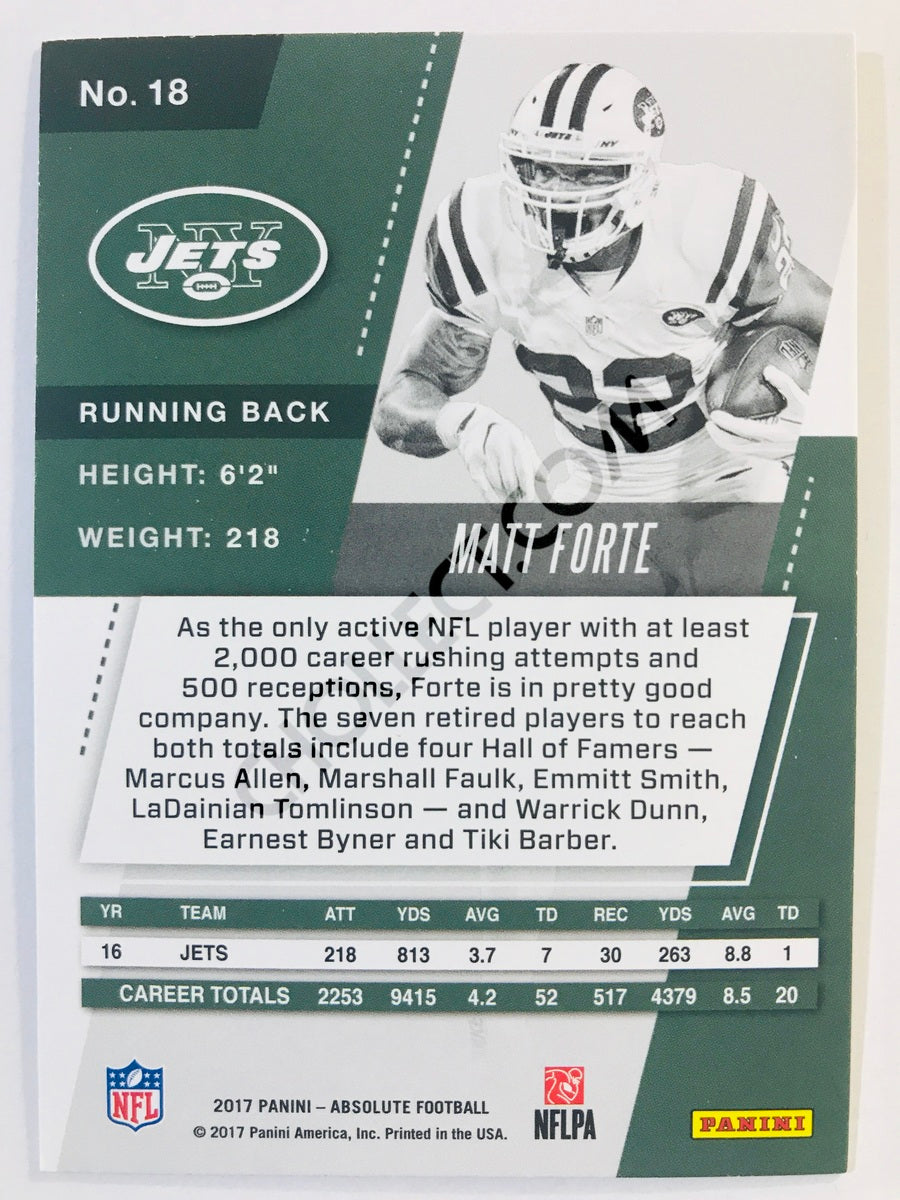 No. 18
NY
JETS
RUNNING BACK
HEIGHT: 6'2"
WEIGHT: 218
JETS
NY
NFL
22
MATT FORTE
CHOLLECT.COM
As the only active NFL player with at least
2,000 career rushing attempts and
500 receptions, Forte is in pretty good
company. The seven retired players to reach
both totals include four Hall of Famers —
Marcus Allen, Marshall Faulk, Emmitt Smith,
LaDainian Tomlinson — and Warrick Dunn,
Earnest Byner and Tiki Barber.
YR TEAM ATT YDS AVG TD REC YDS AVG TD
16 JETS 218 813 3.7 7 30 263 8.8 1
CAREER TOTALS 2253 9415 4.2 52 517 4379 8.5 20
NFL
2017 PANINI – ABSOLUTE FOOTBALL
© 2017 Panini America, Inc. Printed in the USA.
NFLPA
PANINI